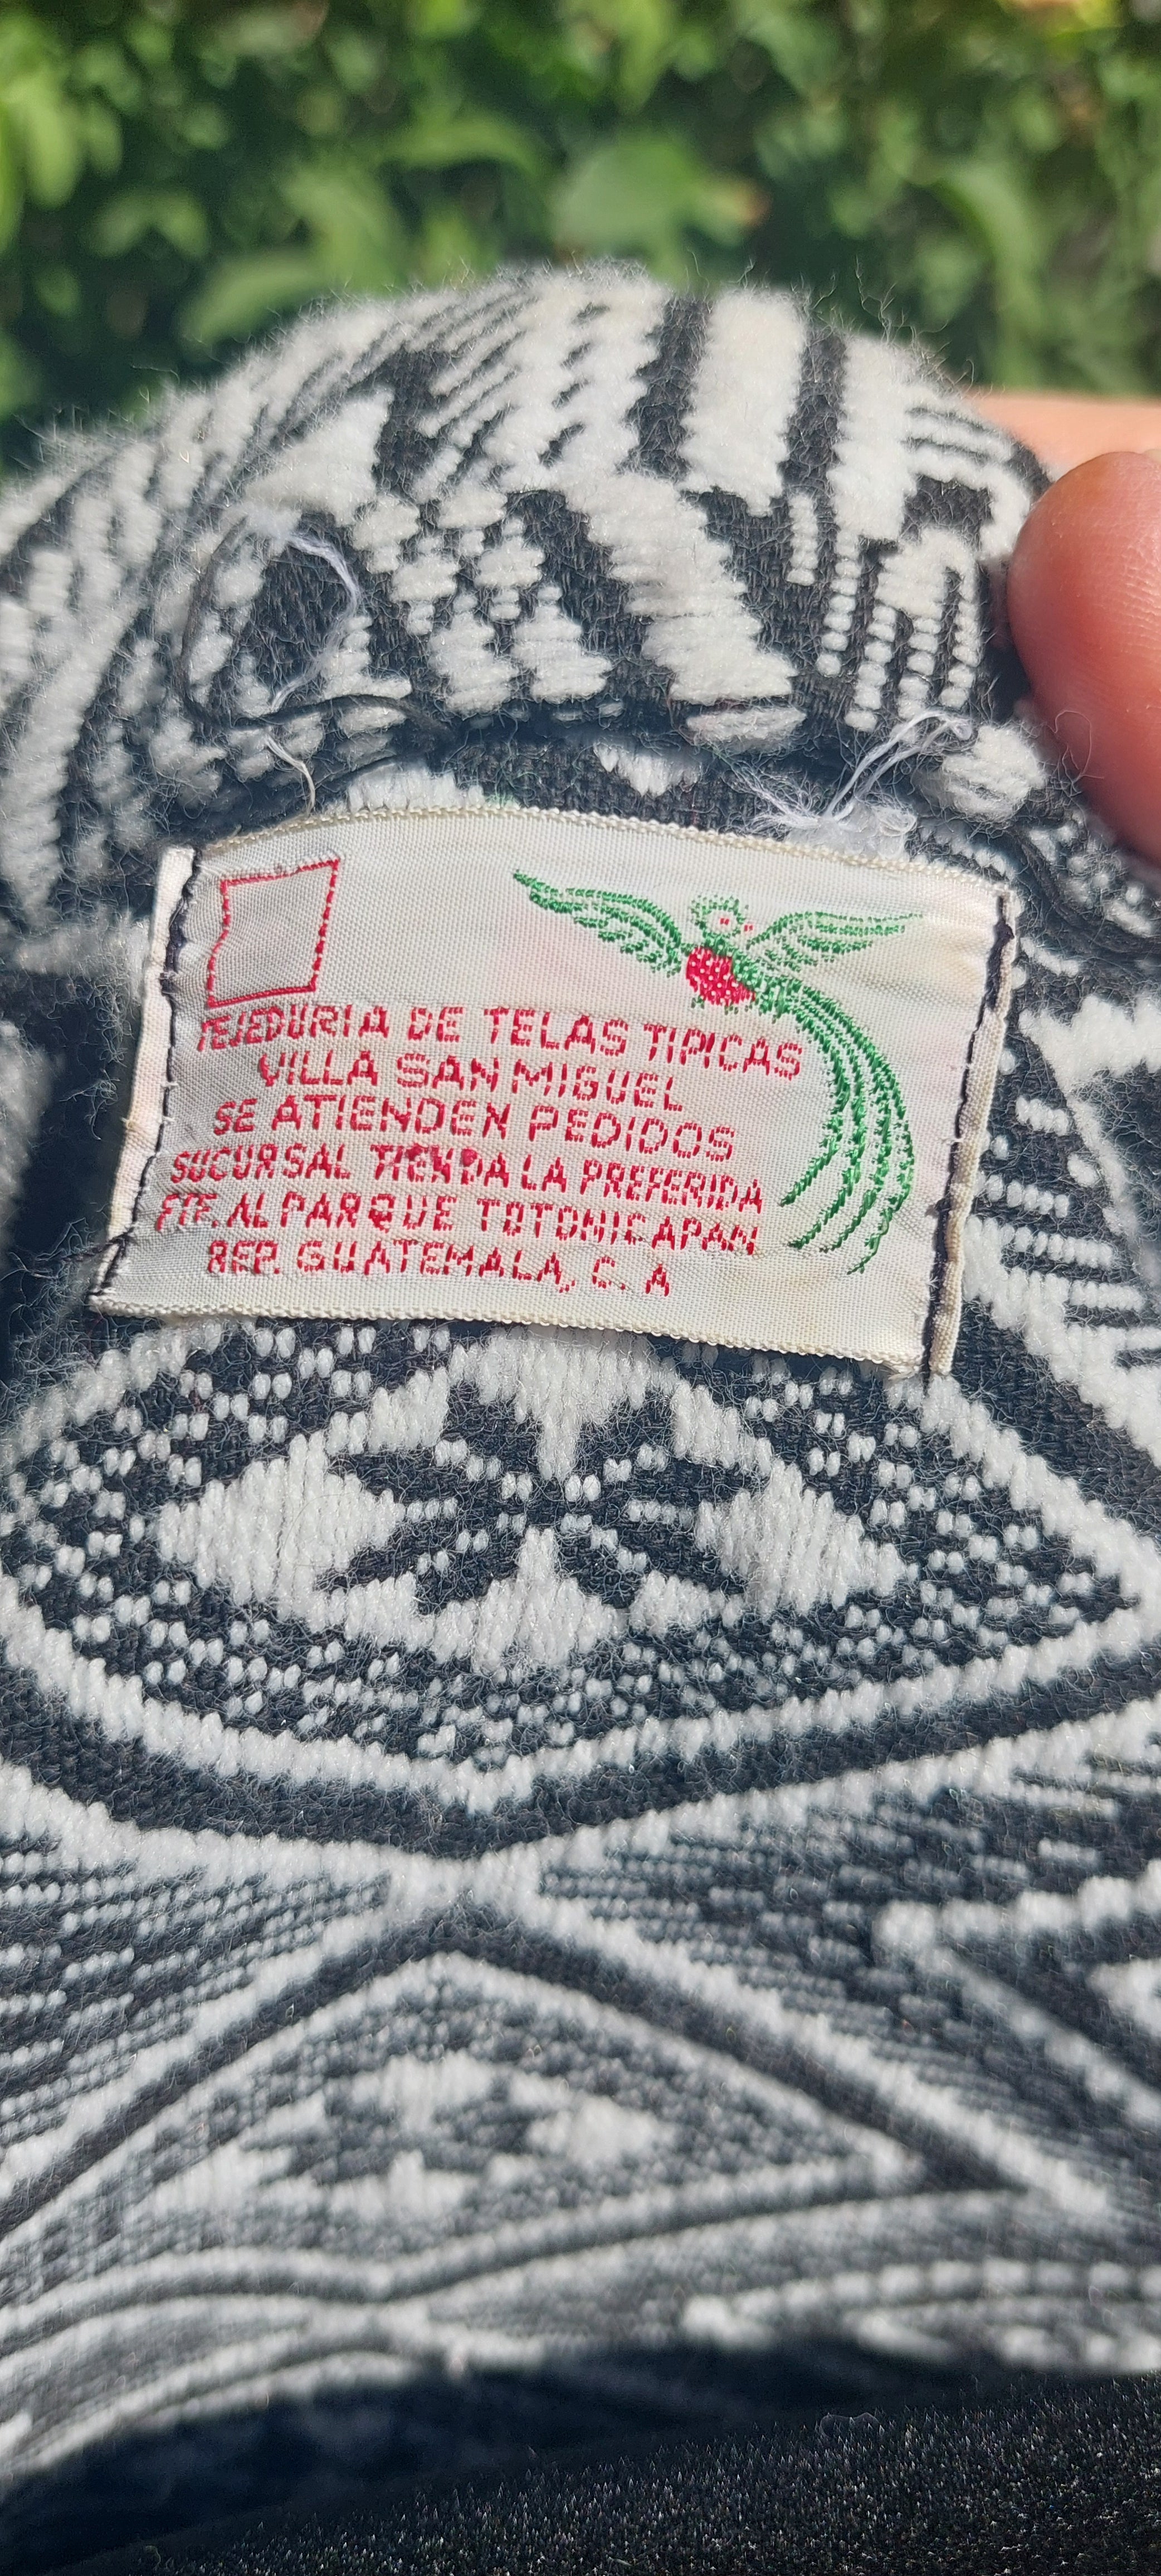 TEJEDURIA DE TELAS TIPICAS
VILLA SAN MIGUEL
SE ATIENDEN PEDIDOS
SUCURSAL TIENDA LA PREFERIDA
FTE. AL PARQUE TOTONICAPAN
REP. GUATEMALA, C. A